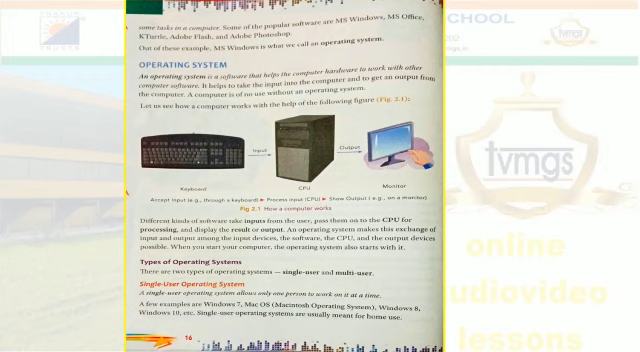 some tasks in a computer. Some of the popular software are MS Windows, MS Office,
KTurtle, Adobe Flash, and Adobe Photoshop.
Out of these example, MS Windows is what we call an operating system.
OPERATING SYSTEM
An operating system is a software that helps the computer hardware to work with other
computer software. It helps to take the input into the computer and to get an output from
the computer. A computer is of no use without an operating system.
Let us see how a computer works with the help of the following figure (Fig. 2.1):
Input
Output
Keyboard
CPU
Monitor
Accept Input (e.g., through a keyboard) ► Process input (CPU) ► Show Output (e.g., on a monitor)
Fig 2.1 How a computer works
Different kinds of software take inputs from the user, pass them on to the CPU for
processing, and display the result or output. An operating system makes this exchange of
input and output among the input devices, the software, the CPU, and the output devices
possible. When you start your computer, the operating system also starts with it.
Types of Operating Systems
There are two types of operating systems — single-user and multi-user.
Single-User Operating System
A single-user operating system allows only one person to work on it at a time.
A few examples are Windows 7, Mac OS (Macintosh Operating System), Windows 8,
Windows 10, etc. Single-user operating systems are usually meant for home use.
16
CHOOL
tvmgs
tvmgs
online
udiovideo
lessons